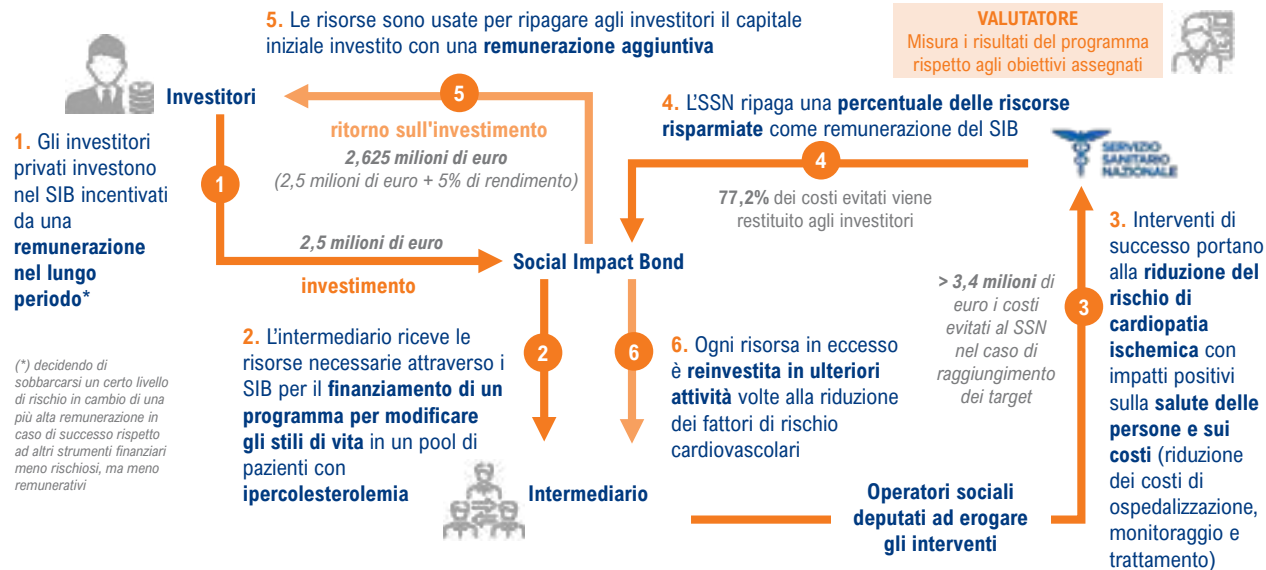 5. Le risorse sono usate per ripagare agli investitori il capitale
iniziale investito con una remunerazione aggiuntiva
VALUTATORE
Misura i risultati del programma
rispetto agli obiettivi assegnati
Investitori
5
ritorno sull'investimento
2,625 milioni di euro
(2,5 milioni di euro + 5% di rendimento)
4. L'SSN ripaga una percentuale delle riscorse
risparmiate come remunerazione del SIB
4
77,2% dei costi evitati viene
restituito agli investitori
SERVIZIO
SANITARIO
NAZIONALE
1. Gli investitori
privati investono
nel SIB incentivati
da una
remunerazione
nel lungo
periodo*
1
2,5 milioni di euro
investimento
Social Impact Bond
(*) decidendo di
sobbarcarsi un certo livello
di rischio in cambio di una
più alta remunerazione in
caso di successo rispetto
ad altri strumenti finanziari
meno rischiosi, ma meno
remunerativi
2. L'intermediario riceve le
risorse necessarie attraverso i
SIB per il finanziamento di un
programma per modificare
gli stili di vita in un pool di
pazienti con
ipercolesterolemia
2
6
6. Ogni risorsa in eccesso
è reinvestita in ulteriori
attività volte alla riduzione
dei fattori di rischio
cardiovascolari
> 3,4 milioni di
euro i costi
evitati al SSN
nel caso di
raggiungimento
dei target
3
3. Interventi di
successo portano
alla riduzione del
rischio di
cardiopatia
ischemica con
impatti positivi
sulla salute delle
persone e sui
costi (riduzione
dei costi di
ospedalizzazione,
monitoraggio e
trattamento)
Intermediario
Operatori sociali
deputati ad erogare
gli interventi